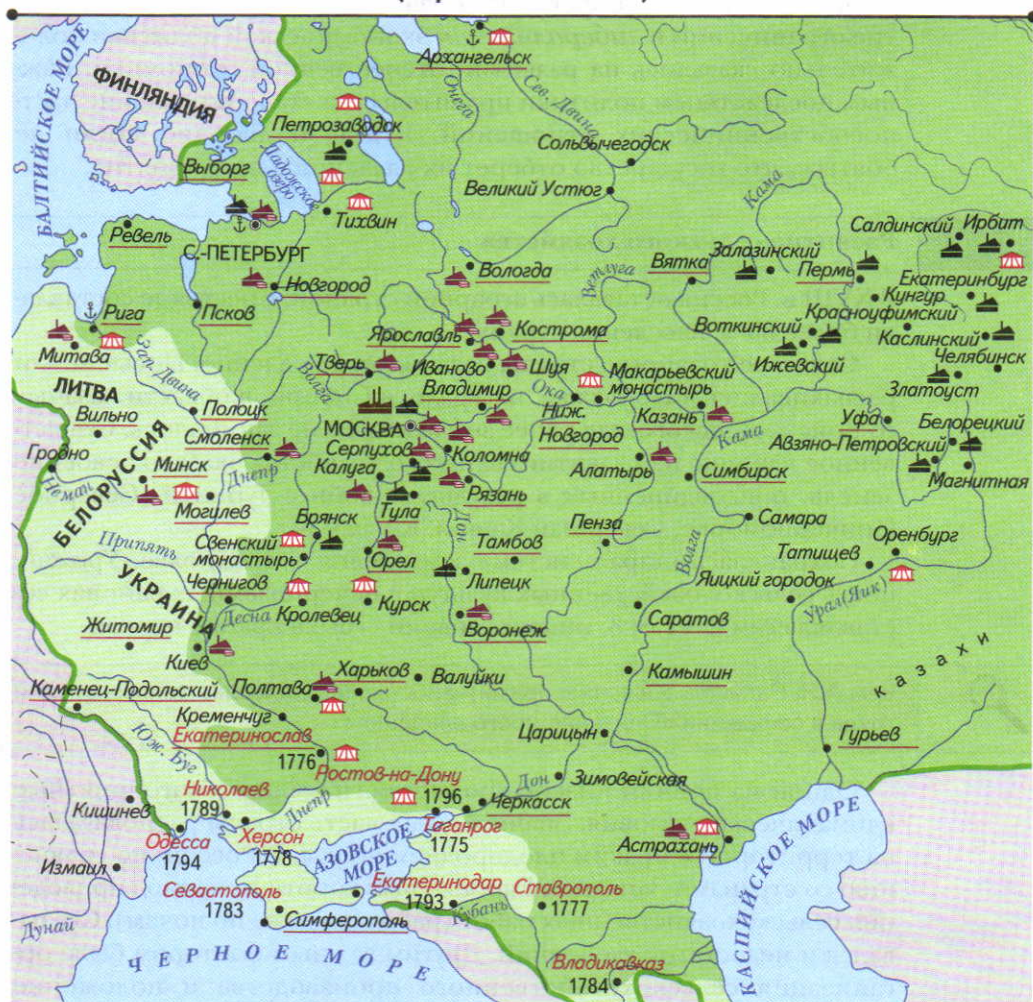 БАЛТИЙСКОЕ МОРЕ
ФИНЛЯНДИЯ
Архангельск
Онега
Сев. Двина
Петрозаводск
Сольвычегодск
Выборг
Ладожское
озеро
Великий Устюг
Кама
Тихвин
Ревель
С.-ПЕТЕРБУРГ
Салдинский
Ирбит
Залазинский
Вологда
Ветлуга
Вятка
Пермь
Екатеринбург
Новгород
Кунгур
Псков
Красноуфимский
Рига
Ярославль
Кострома
Воткинский
Каслинский
Митава
Зап. Двина
Тверь
Иваново
Шуя
Макарьевский
монастырь
Ижевский
Челябинск
Волга
Владимир
Ока
Златоуст
ЛИТВА
Полоцк
Ниж.
Новгород
Казань
Уфа
Белорецкий
Вильно
МОСКВА
Кама
Смоленск
Серпухов
Коломна
Авзяно-Петровский
Гродно
Минск
Днепр
Калуга
Алатырь
Симбирск
Магнитная
Неман
БЕЛОРУССИЯ
Рязань
Могилев
Тула
Брянск
Дон
Пенза
Самара
Свенский
монастырь
Тамбов
Волга
Оренбург
Припять
Орел
Татищев
Липецк
Яицкий городок
Чернигов
УКРАИНА
Десна
Кролевец
Курск
Урал(Яик)
Воронеж
Саратов
Житомир
Киев
казахи
Харьков
Валуйки
Камышин
Полтава
Каменец-Подольский
Кременчуг
Царицын
Гурьев
Екатеринослав
1776
Юж. Буг
Ростов-на-Дону
1796
Дон
Зимовейская
Николаев
1789
Днепр
Черкасск
Кишинев
Таганрог
1775
Херсон
1778
АЗОВСКОЕ
МОРЕ
Одесса
1794
Астрахань
КАСПИЙСКОЕ МОРЕ
Измаил
Севастополь
1783
Екатеринодар
1793
Ставрополь
1777
Кубань
Дунай
Симферополь
ЧЕРНОЕ МОРЕ
Владикавказ
1784